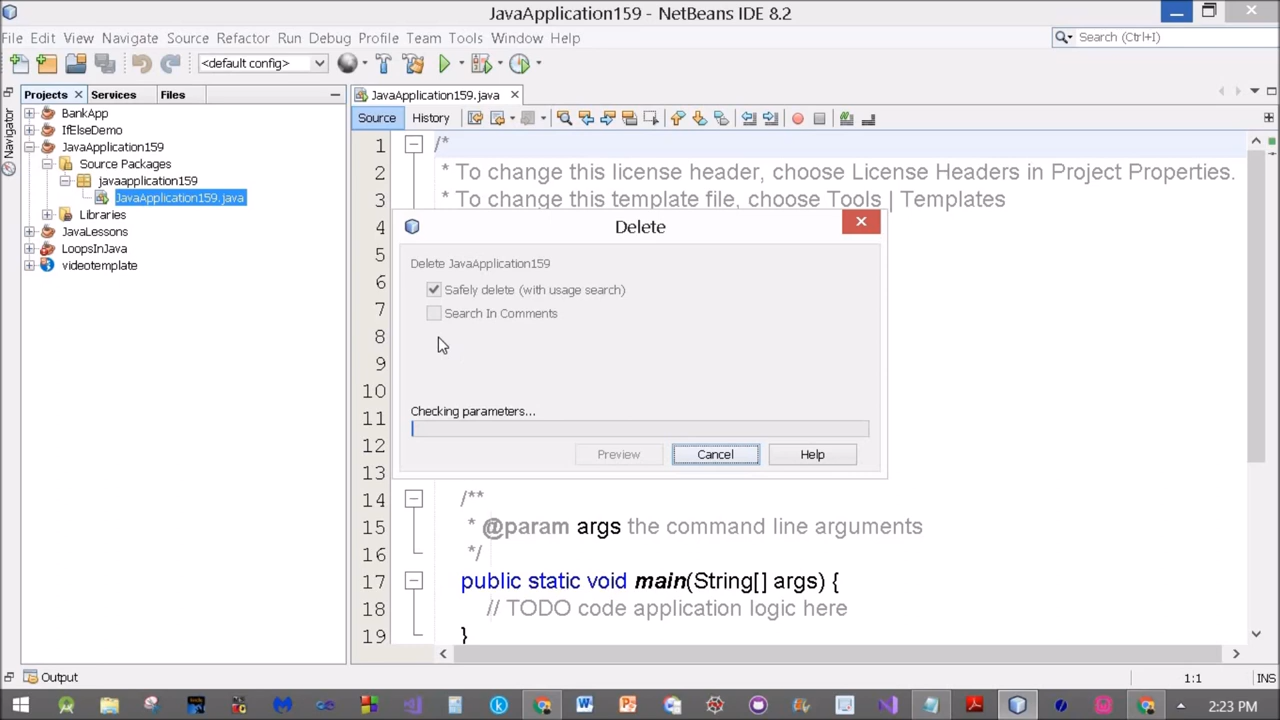 JavaApplication159 - NetBeans IDE 8.2
File Edit View Navigate Source Refactor Run Debug Profile Team Tools Window Help
Search (Ctrl+I)
<default config>
Projects Services Files
JavaApplication159.java
Navigator
Source History
BankApp
IfElseDemo
JavaApplication159
Source Packages
javaapplication159
JavaApplication159.java
Libraries
JavaLessons
LoopsInJava
videotemplate
1 /*
2 * To change this license header, choose License Headers in Project Properties.
3 * To change this template file, choose Tools | Templates
4
5
6
7
8
9
10
11
12
13
14 /**
15 * @param args the command line arguments
16 */
17 public static void main(String[] args) {
18 // TODO code application logic here
19 }
Delete
Delete JavaApplication159
Safely delete (with usage search)
Search In Comments
Checking parameters...
Preview Cancel Help
Output
1:1 INS
2:23 PM